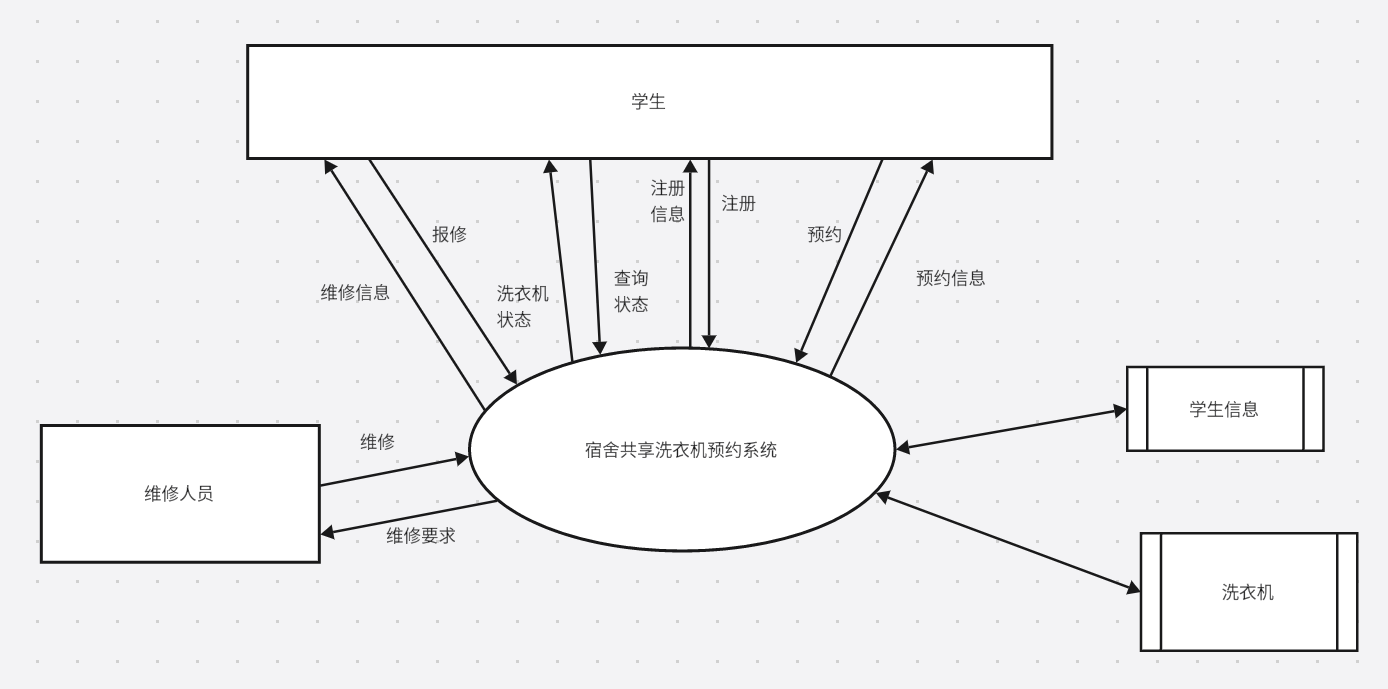 学生
注册
信息
注册
报修
预约
维修信息
洗衣机
状态
查询
状态
预约信息
学生信息
维修
宿舍共享洗衣机预约系统
维修人员
维修要求
洗衣机